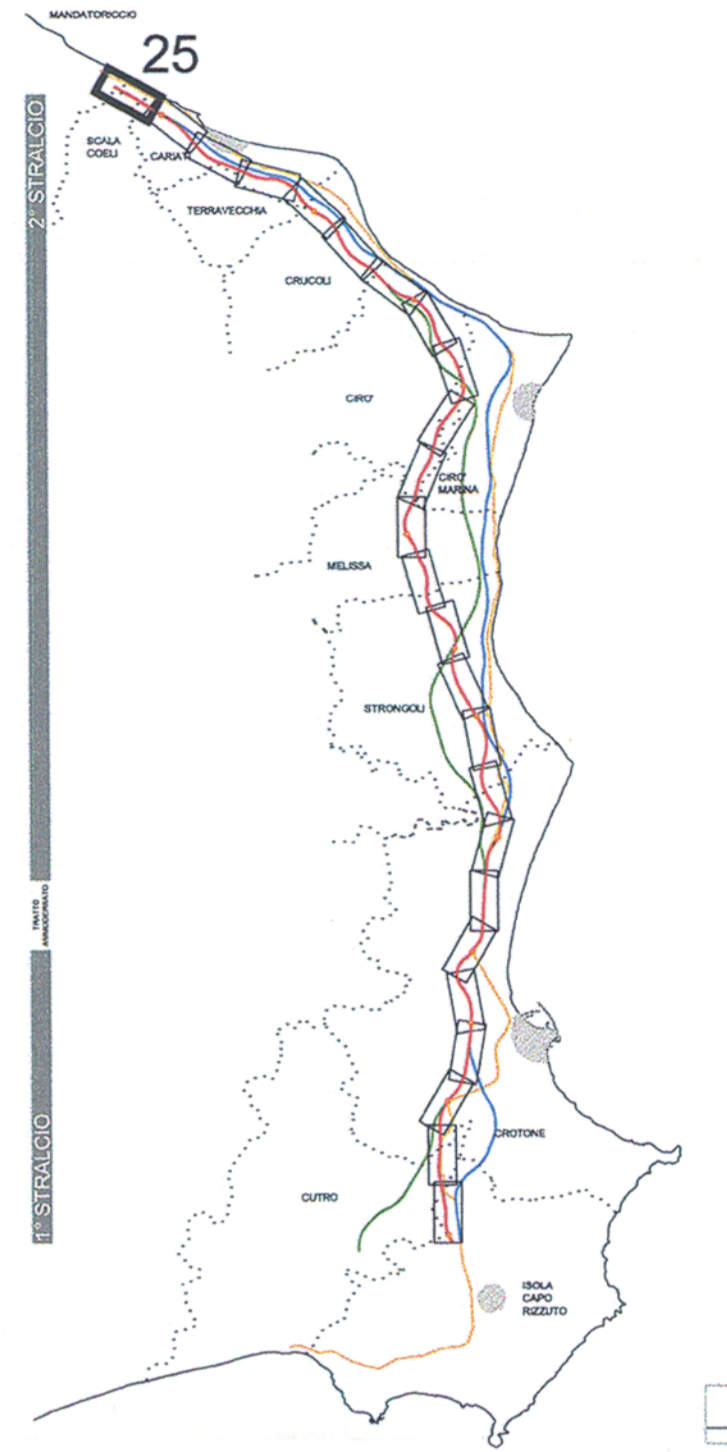 MANDATORICCIO
25
2° STRALCIO
SCALA
COELI
CARIATI
TERRAVECCHIA
CRUCOLI
CIRO'
CIRO'
MARINA
MELISSA
STRONGOLI
TRATTO
AMMODERNATO
1° STRALCIO
CROTONE
CUTRO
ISOLA
CAPO
RIZZUTO